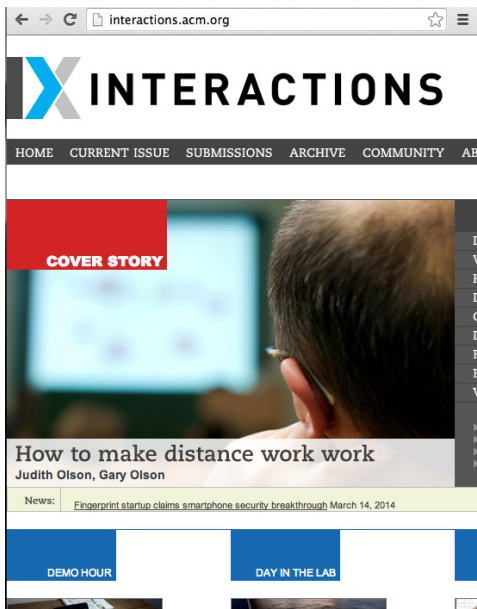 interactions.acm.org
INTERACTIONS
HOME CURRENT ISSUE SUBMISSIONS ARCHIVE COMMUNITY AB
COVER STORY
How to make distance work work
Judith Olson, Gary Olson
News: Fingerprint startup claims smartphone security breakthrough March 14, 2014
DEMO HOUR DAY IN THE LAB